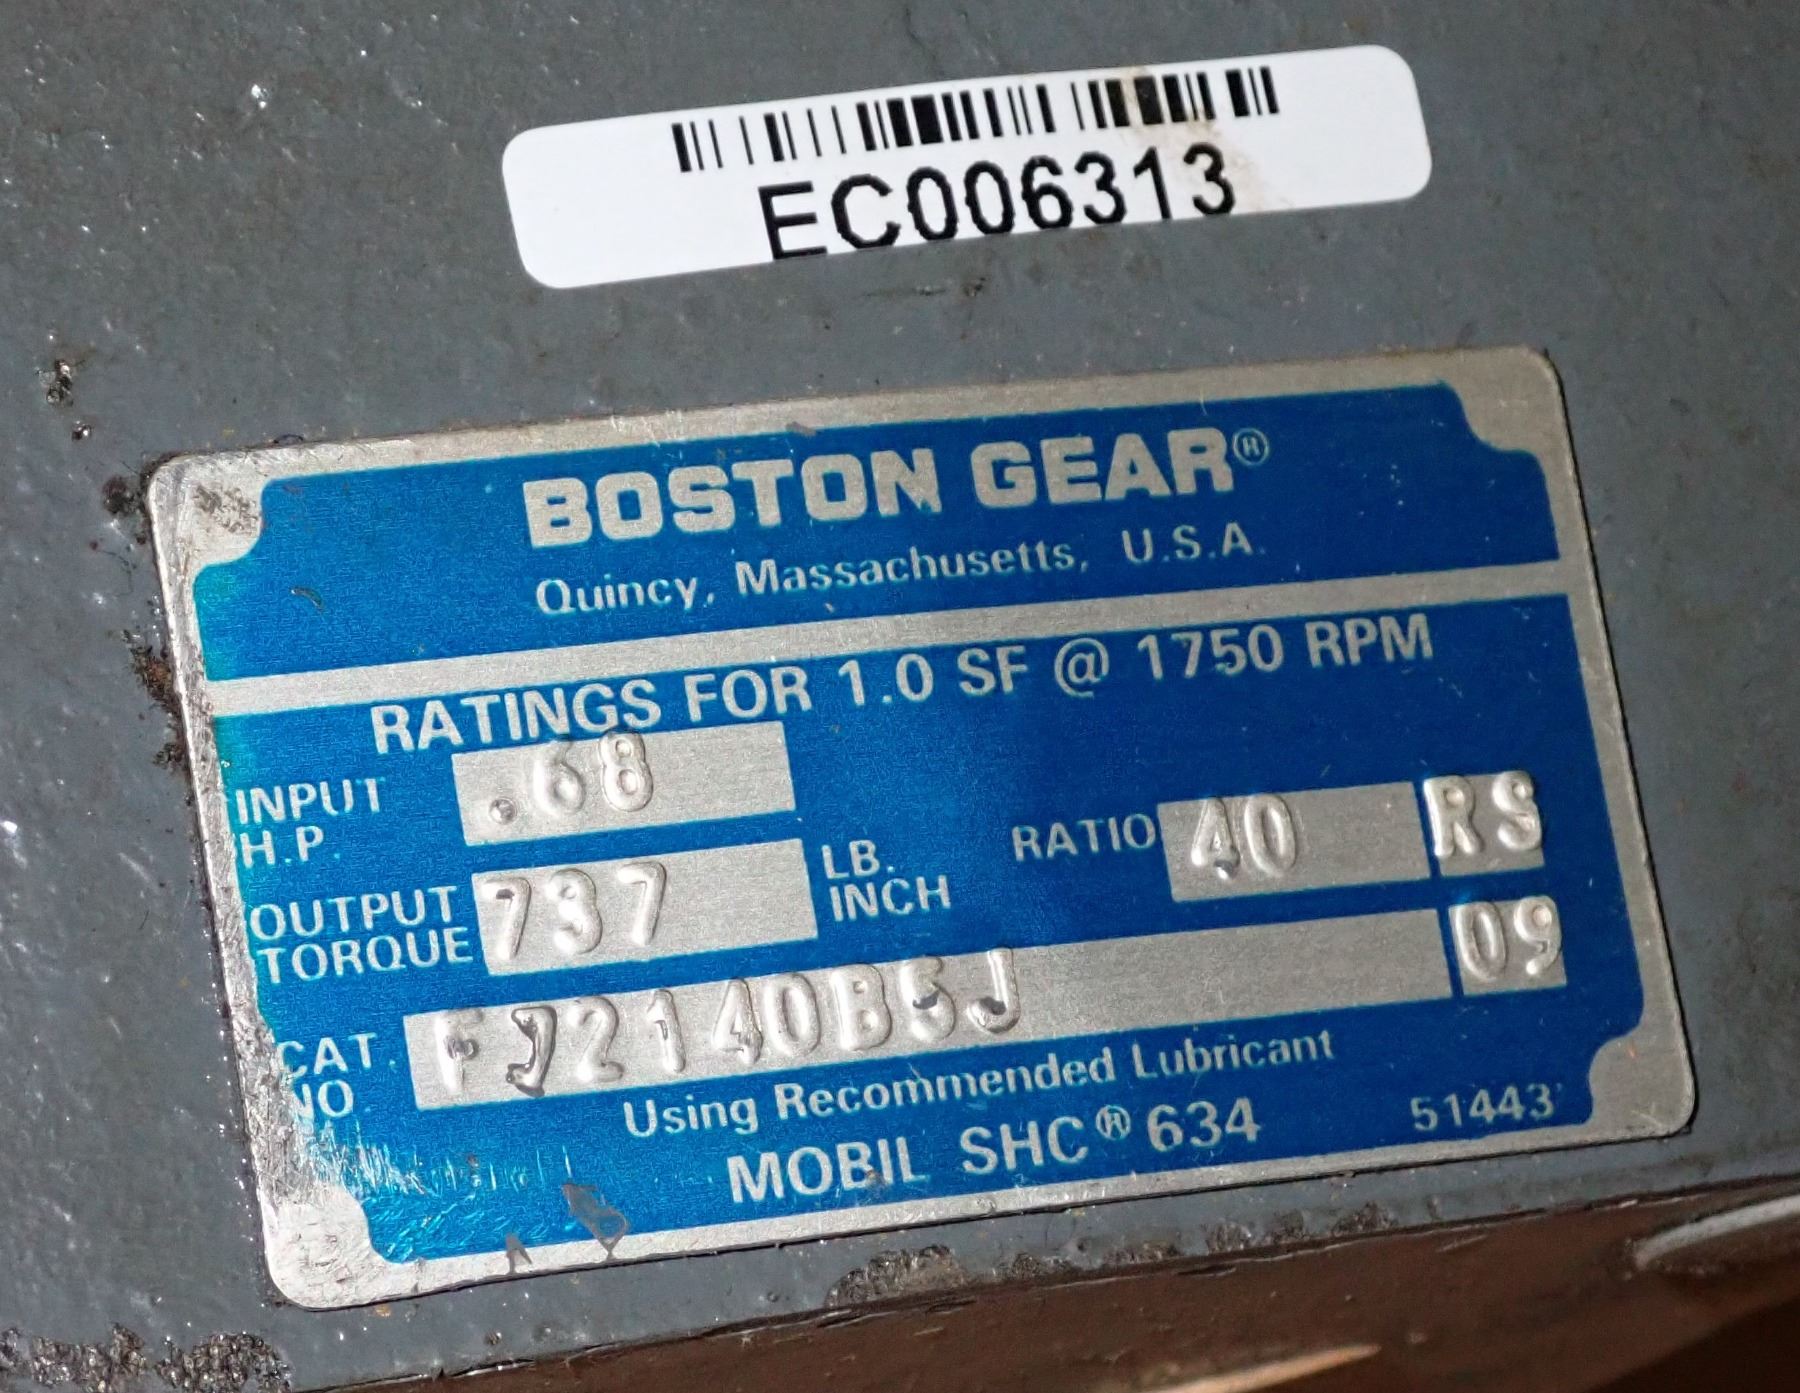 EC006313
BOSTON GEAR®
Quincy, Massachusetts, U.S.A.
RATINGS FOR 1.0 SF @ 1750 RPM
INPUT H.P. .68
OUTPUT TORQUE 737 LB. INCH
RATIO 40 RS
CAT. NO. FJ2140B5J 09
Using Recommended Lubricant
MOBIL SHC® 634
51443